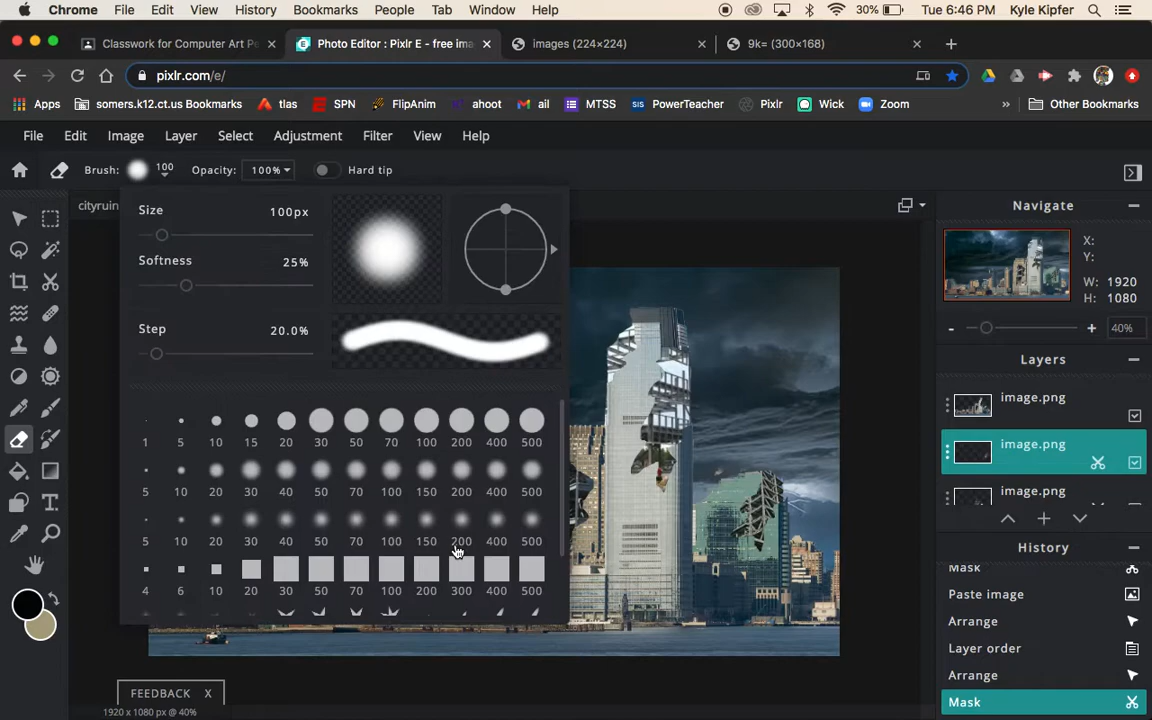 Chrome File Edit View History Bookmarks People Tab Window Help 30% Tue 6:46 PM Kyle Kipfer
Classwork for Computer Art P × Photo Editor : Pixlr E - free ima × images (224×224) × 9k= (300×168) × +
pixlr.com/e/
Apps somers.k12.ct.us Bookmarks tlas SPN FlipAnim ahoot ail MTSS SIS PowerTeacher Pixlr Wick Zoom » Other Bookmarks
File Edit Image Layer Select Adjustment Filter View Help
Brush: 100 Opacity: 100% Hard tip
cityruin
Size 100px
Softness 25%
Step 20.0%
1 5 10 15 20 30 50 70 100 200 400 500
5 10 20 30 40 50 70 100 150 200 400 500
5 10 20 30 40 50 70 100 150 200 400 500
4 6 10 20 30 40 50 100 200 300 400 500
Navigate
X:
Y:
W: 1920
H: 1080
- + 40%
Layers
image.png
image.png
image.png
History
Mask
Paste image
Arrange
Layer order
Arrange
Mask
FEEDBACK X
1920 x 1080 px @ 40%